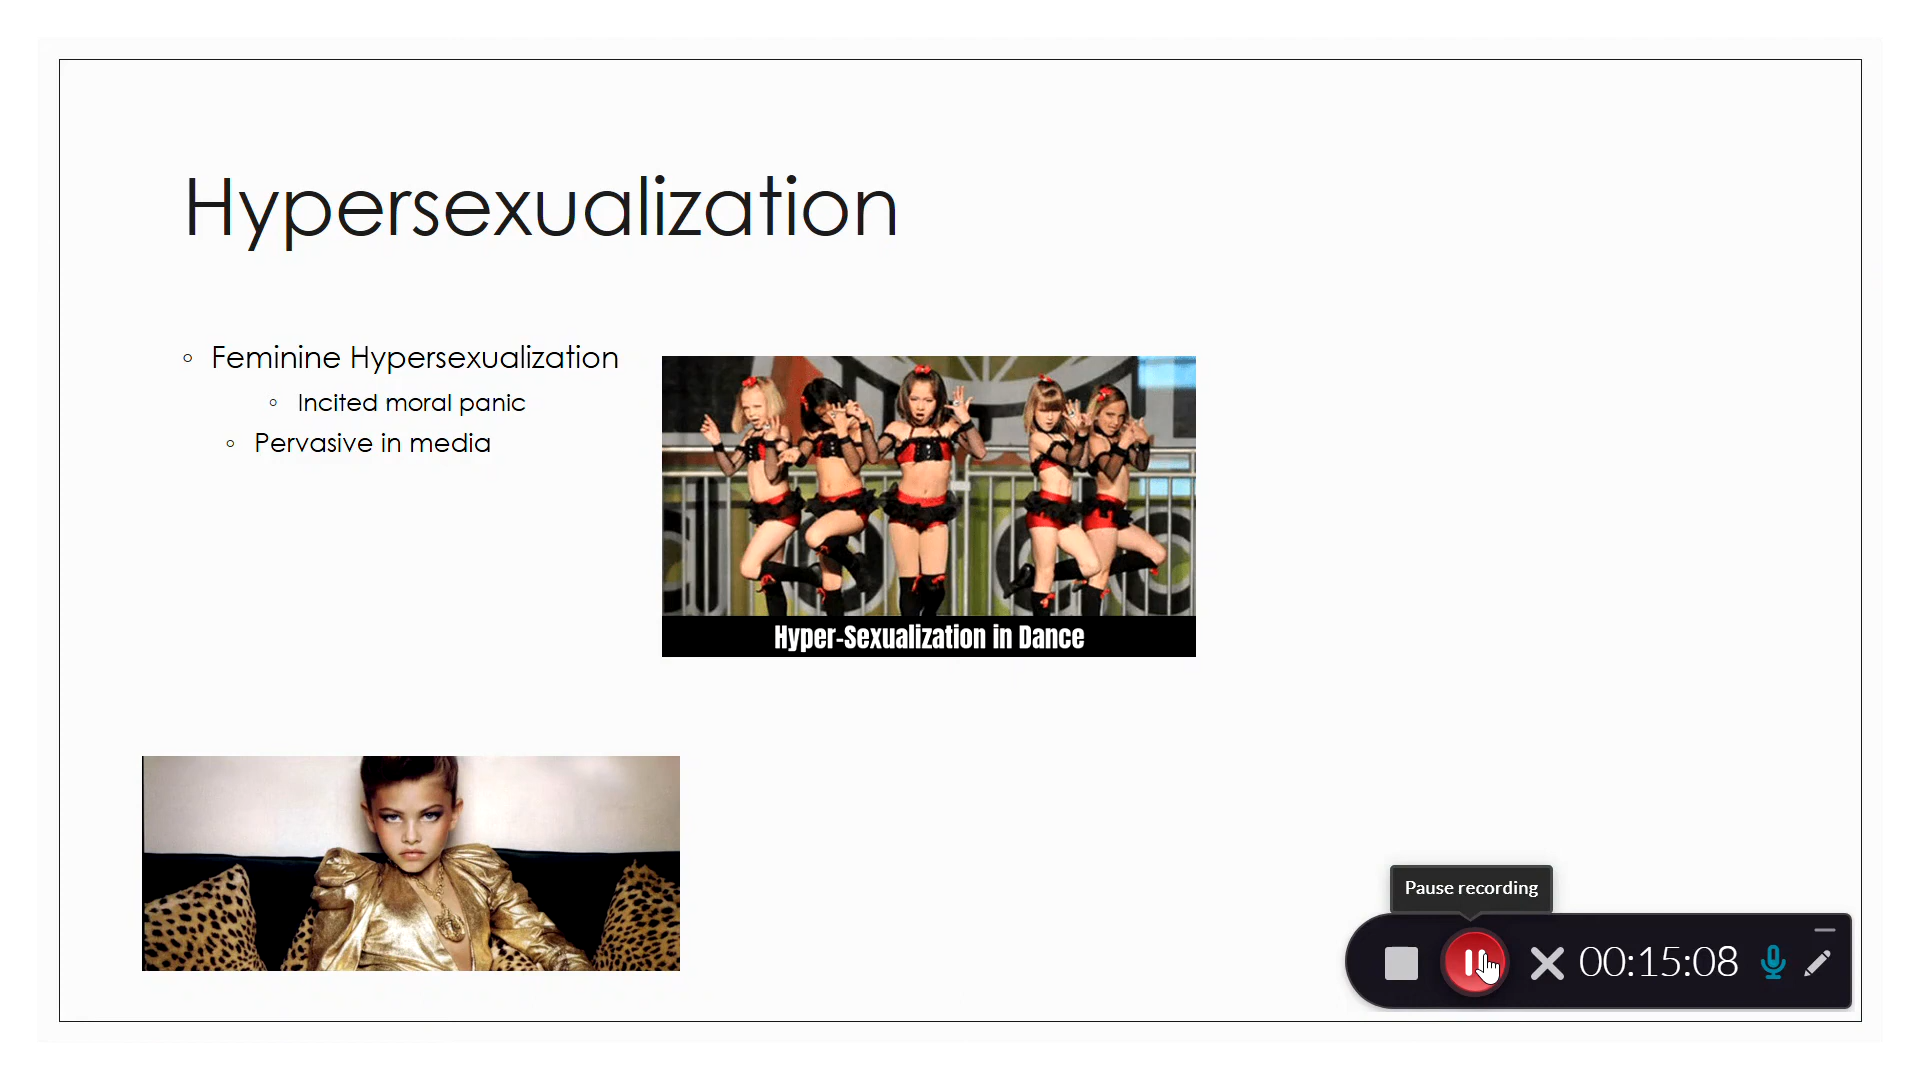 Hypersexualization
Feminine Hypersexualization
Incited moral panic
Pervasive in media
Hyper-Sexualization in Dance
Pause recording
00:15:08